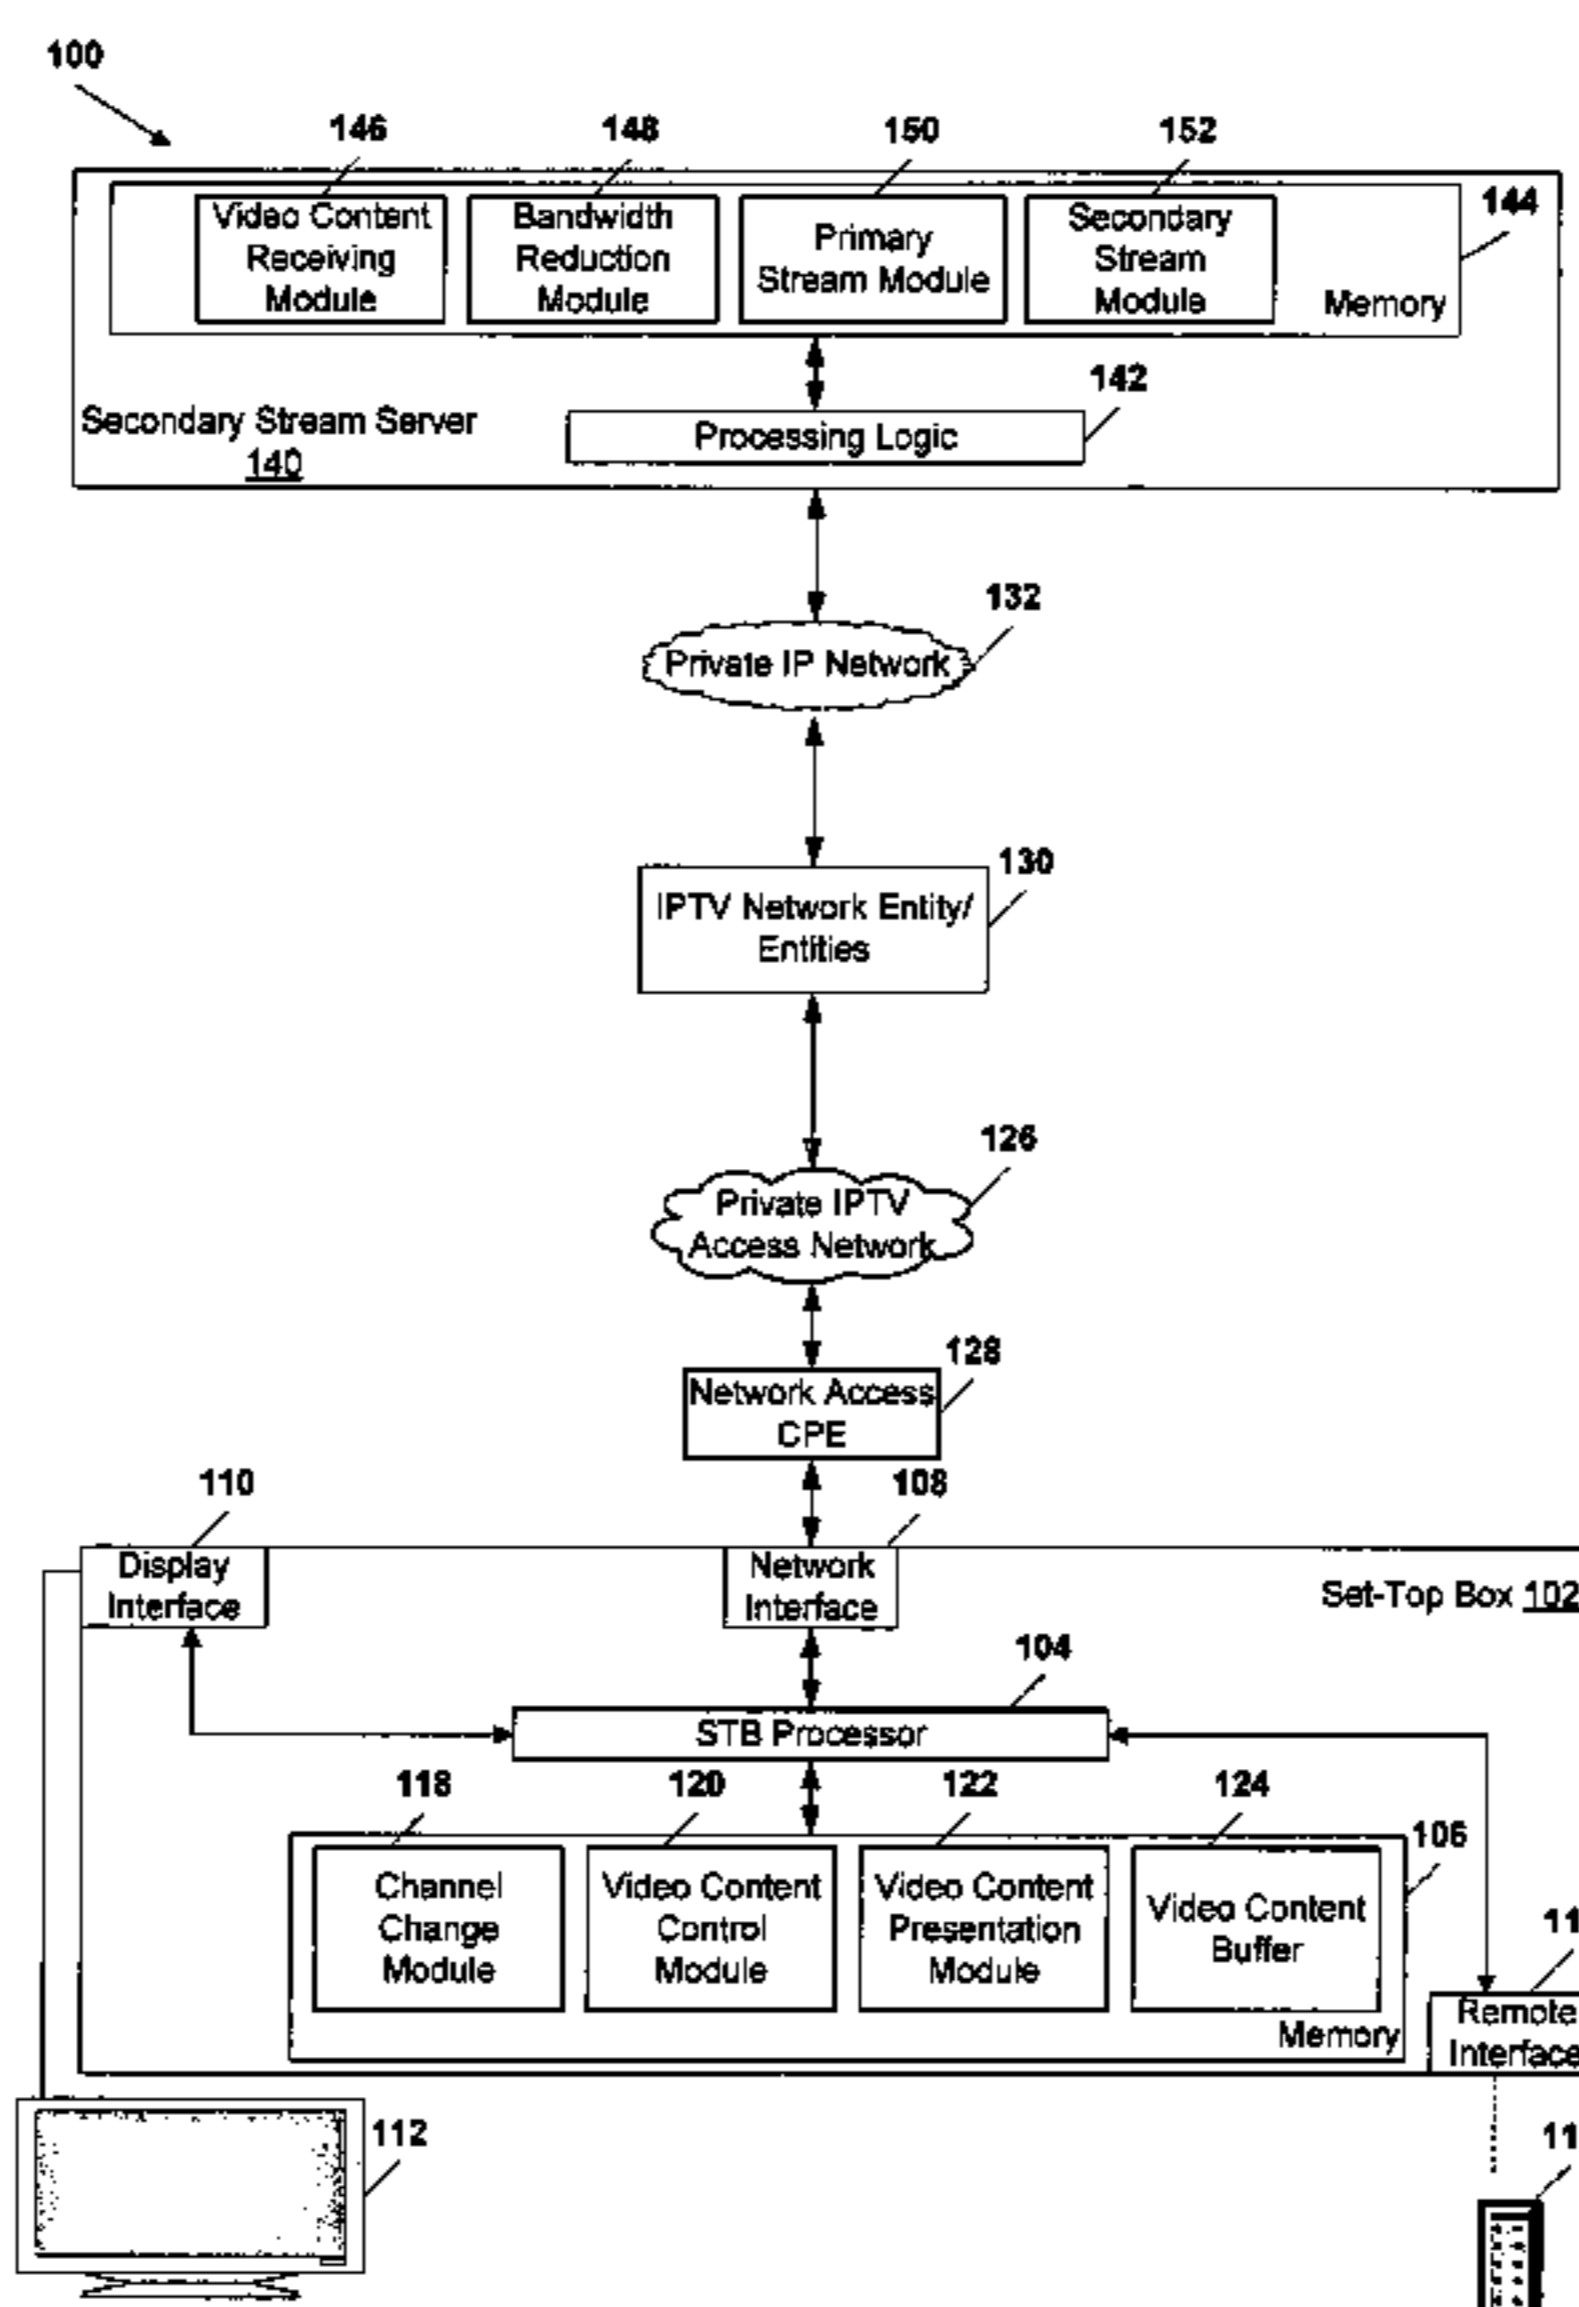 100
146
148
150
152
144
Video Content
Receiving
Module
Bandwidth
Reduction
Module
Primary
Stream Module
Secondary
Stream
Module
Memory
142
Processing Logic
Secondary Stream Server
140
132
Private IP Network
130
IPTV Network Entity/
Entities
126
Private IPTV
Access Network
128
Network Access
CPE
110
108
Display
Interface
Network
Interface
Set-Top Box 102
104
STB Processor
118
120
122
124
106
Channel
Change
Module
Video Content
Control
Module
Video Content
Presentation
Module
Video Content
Buffer
Memory
11
Remote
Interface
112
11